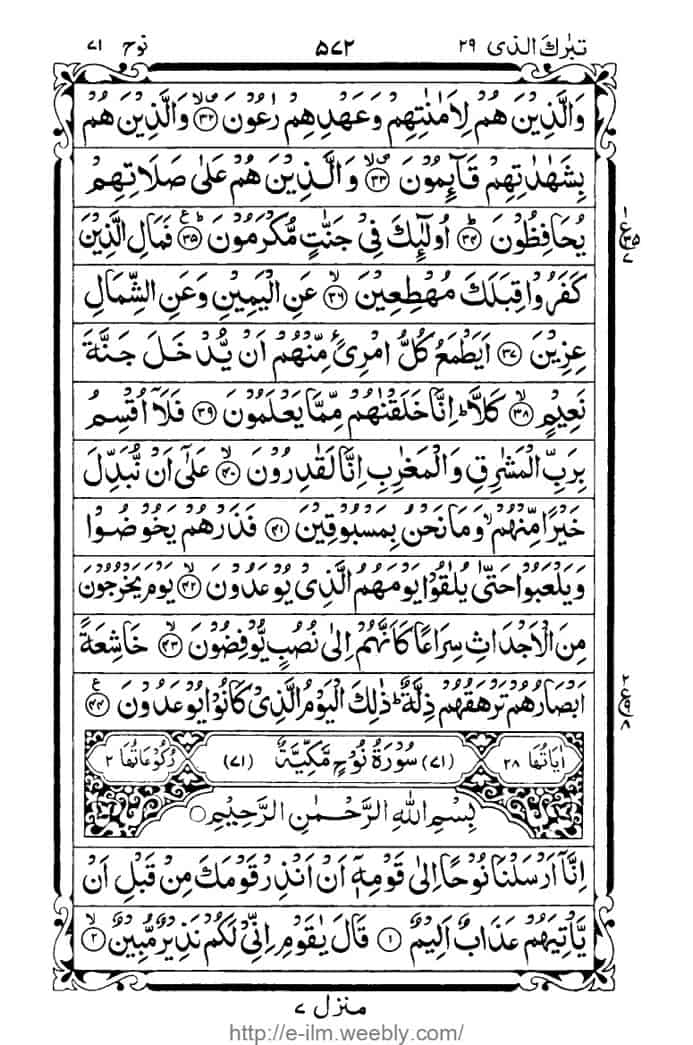 تبٰرك الذی ۲۹ ۵۷۲ نوح ۷۱
وَالَّذِيْنَ هُمْ لِاَمٰنٰتِهِمْ وَعَهْدِهِمْ رٰعُوْنَ ۙ۳۲ وَالَّذِيْنَ هُمْ
بِشَهٰدٰتِهِمْ قَآىِٕمُوْنَ ۙ۳۳ وَالَّذِيْنَ هُمْ عَلٰى صَلَاتِهِمْ
يُحَافِظُوْنَ ؕ۳۴ اُولٰٓىِٕكَ فِيْ جَنّٰتٍ مُّكْرَمُوْنَ ؕ۳۵ ع فَمَالِ الَّذِيْنَ
كَفَرُوْا قِبَلَكَ مُهْطِعِيْنَ ۙ۳۶ عَنِ الْيَمِيْنِ وَعَنِ الشِّمَالِ
عِزِيْنَ ۳۷ اَيَطْمَعُ كُلُّ امْرِئٍ مِّنْهُمْ اَنْ يُّدْخَلَ جَنَّةَ
نَعِيْمٍ ۙ۳۸ كَلَّا ؕ اِنَّا خَلَقْنٰهُمْ مِّمَّا يَعْلَمُوْنَ ۳۹ فَلَاۤ اُقْسِمُ
بِرَبِّ الْمَشٰرِقِ وَالْمَغٰرِبِ اِنَّا لَقٰدِرُوْنَ ۙ۴۰ عَلٰۤى اَنْ نُّبَدِّلَ
خَيْرًا مِّنْهُمْ ۙ وَمَا نَحْنُ بِمَسْبُوْقِيْنَ ۴۱ فَذَرْهُمْ يَخُوْضُوْا
وَيَلْعَبُوْا حَتّٰى يُلٰقُوْا يَوْمَهُمُ الَّذِيْ يُوْعَدُوْنَ ۙ۴۲ يَوْمَ يَخْرُجُوْنَ
مِنَ الْاَجْدَاثِ سِرَاعًا كَاَنَّهُمْ اِلٰى نُصُبٍ يُّوْفِضُوْنَ ۙ۴۳ خَاشِعَةً
اَبْصَارُهُمْ تَرْهَقُهُمْ ذِلَّةٌ ؕ ذٰلِكَ الْيَوْمُ الَّذِيْ كَانُوْا يُوْعَدُوْنَ ۴۴ ع
اٰيَاتُهَا ۲۸ (۷۱) سُوْرَةُ نُوْحٍ مَّكِّيَّةٌ (۷۱) رُكُوْعَاتُهَا ۲
بِسْمِ اللّٰهِ الرَّحْمٰنِ الرَّحِيْمِ
اِنَّاۤ اَرْسَلْنَا نُوْحًا اِلٰى قَوْمِهٖۤ اَنْ اَنْذِرْ قَوْمَكَ مِنْ قَبْلِ اَنْ
يَّاْتِيَهُمْ عَذَابٌ اَلِيْمٌ ۱ قَالَ يٰقَوْمِ اِنِّيْ لَكُمْ نَذِيْرٌ مُّبِيْنٌ ۙ۲
منزل ۷
http://e-ilm.weebly.com/